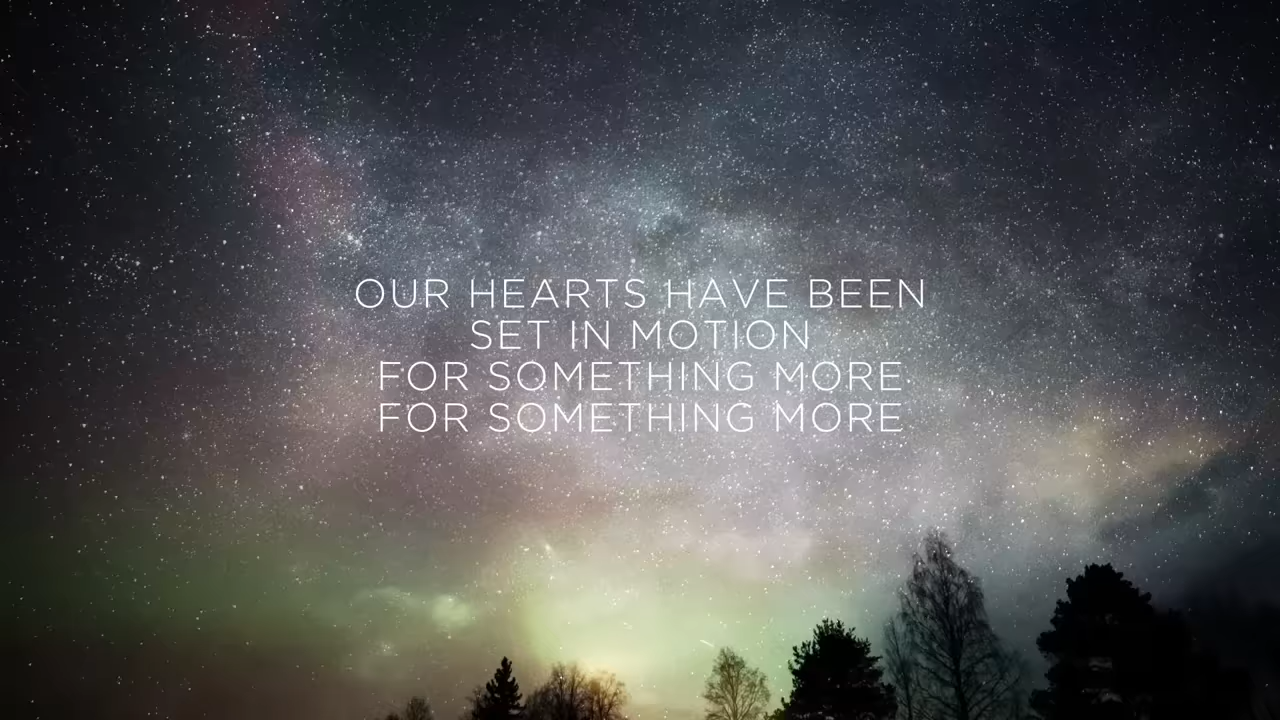 OUR HEARTS HAVE BEEN
SET IN MOTION
FOR SOMETHING MORE
FOR SOMETHING MORE